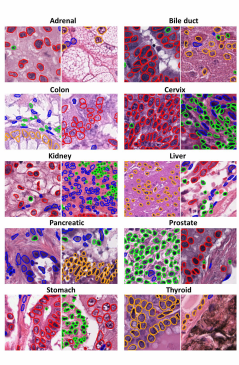 Adrenal
Bile duct
Colon
Cervix
Kidney
Liver
Pancreatic
Prostate
Stomach
Thyroid